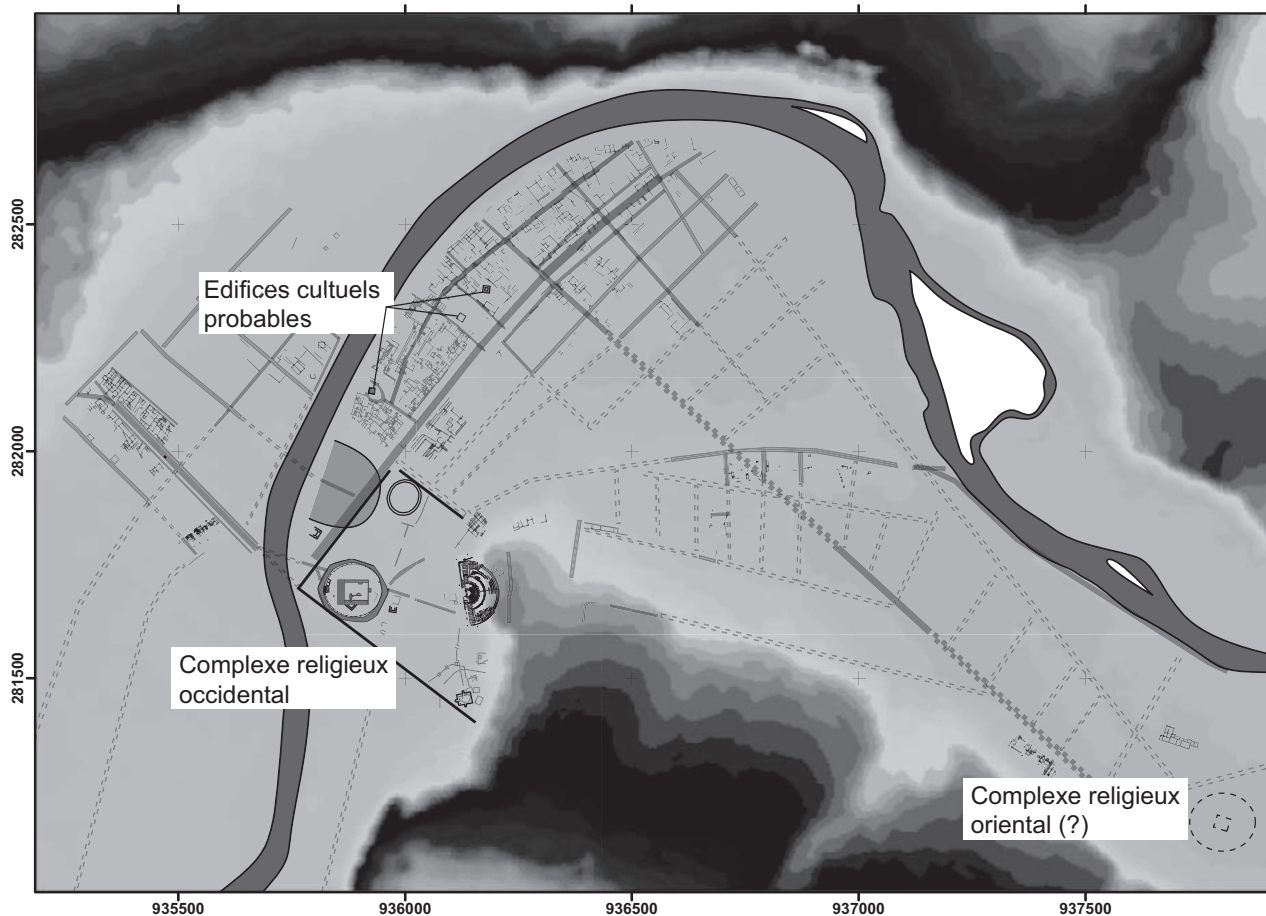 282500
282000
281500
Edifices cultuels
probables
Complexe religieux
occidental
Complexe religieux
oriental (?)
935500
936000
936500
937000
937500